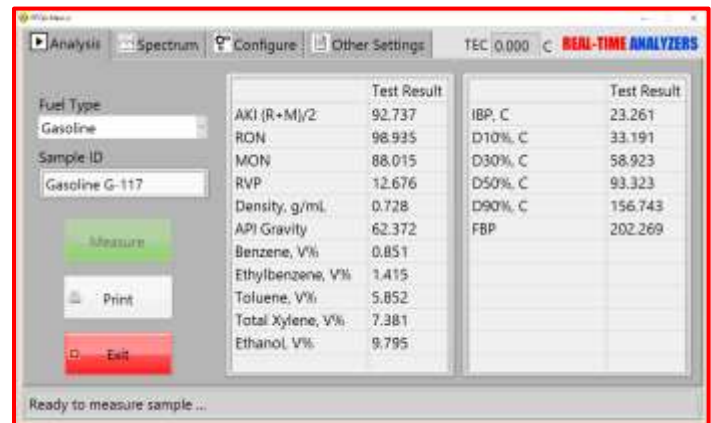 Analysis Spectrum Configure Other Settings TEC 0.000 C REAL-TIME ANALYZERS
Fuel Type
Gasoline
Sample ID
Gasoline G-117
Measure
Print
Exit
Test Result
AKI (R+M)/2 92.737
RON 98.935
MON 88.015
RVP 12.676
Density, g/mL 0.728
API Gravity 62.372
Benzene, V% 0.851
Ethylbenzene, V% 1.415
Toluene, V% 5.852
Total Xylene, V% 7.381
Ethanol, V% 9.795
Test Result
IBP, C 23.261
D10%, C 33.191
D30%, C 58.923
D50%, C 93.323
D90%, C 156.743
FBP 202.269
Ready to measure sample ...